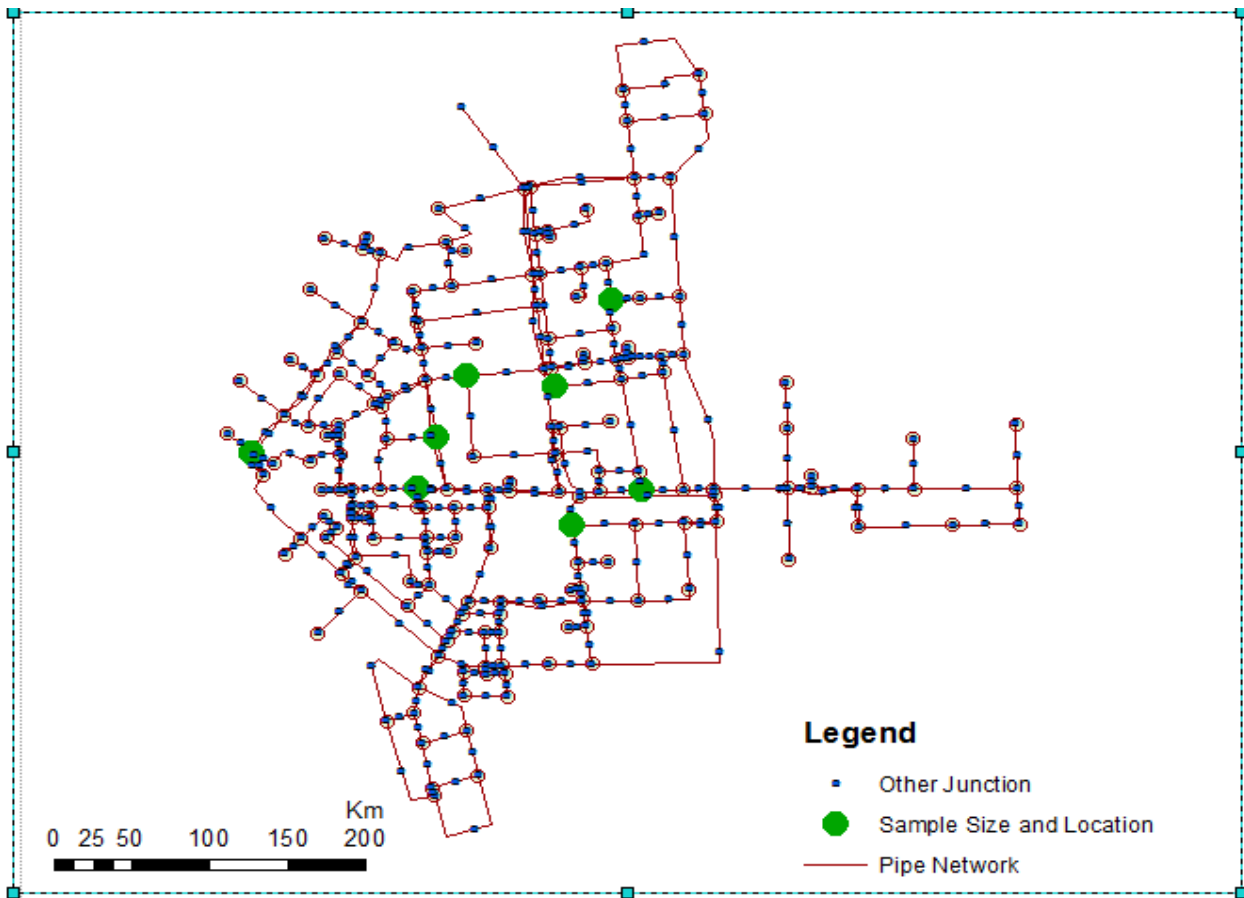 Legend
Other Junction
Sample Size and Location
Pipe Network
Km
0 25 50 100 150 200